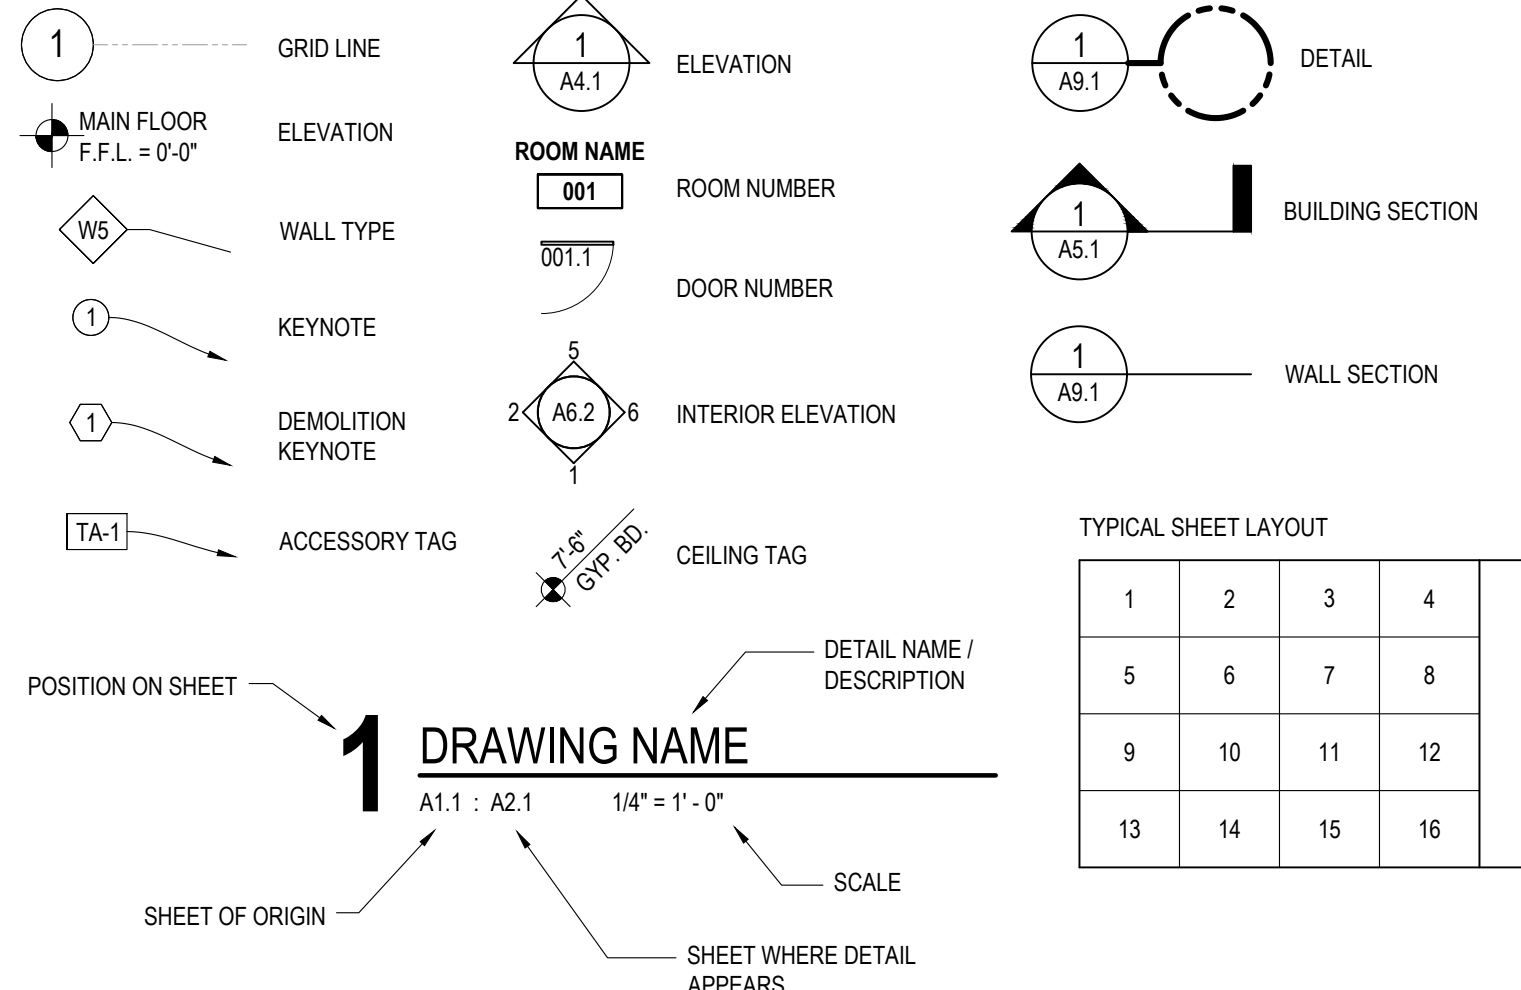 1
GRID LINE
MAIN FLOOR
F.F.L. = 0'-0"
ELEVATION
W5
WALL TYPE
1
KEYNOTE
1
DEMOLITION
KEYNOTE
TA-1
ACCESSORY TAG
1
A4.1
ELEVATION
ROOM NAME
001
ROOM NUMBER
001.1
DOOR NUMBER
5
2 A6.2 6
1
INTERIOR ELEVATION
7'-6"
GYP. BD.
CEILING TAG
1
A9.1
DETAIL
1
A5.1
BUILDING SECTION
1
A9.1
WALL SECTION
TYPICAL SHEET LAYOUT
1 2 3 4
5 6 7 8
9 10 11 12
13 14 15 16
POSITION ON SHEET
DETAIL NAME /
DESCRIPTION
1 DRAWING NAME
A1.1 : A2.1 1/4" = 1' - 0"
SCALE
SHEET OF ORIGIN
SHEET WHERE DETAIL
APPEARS